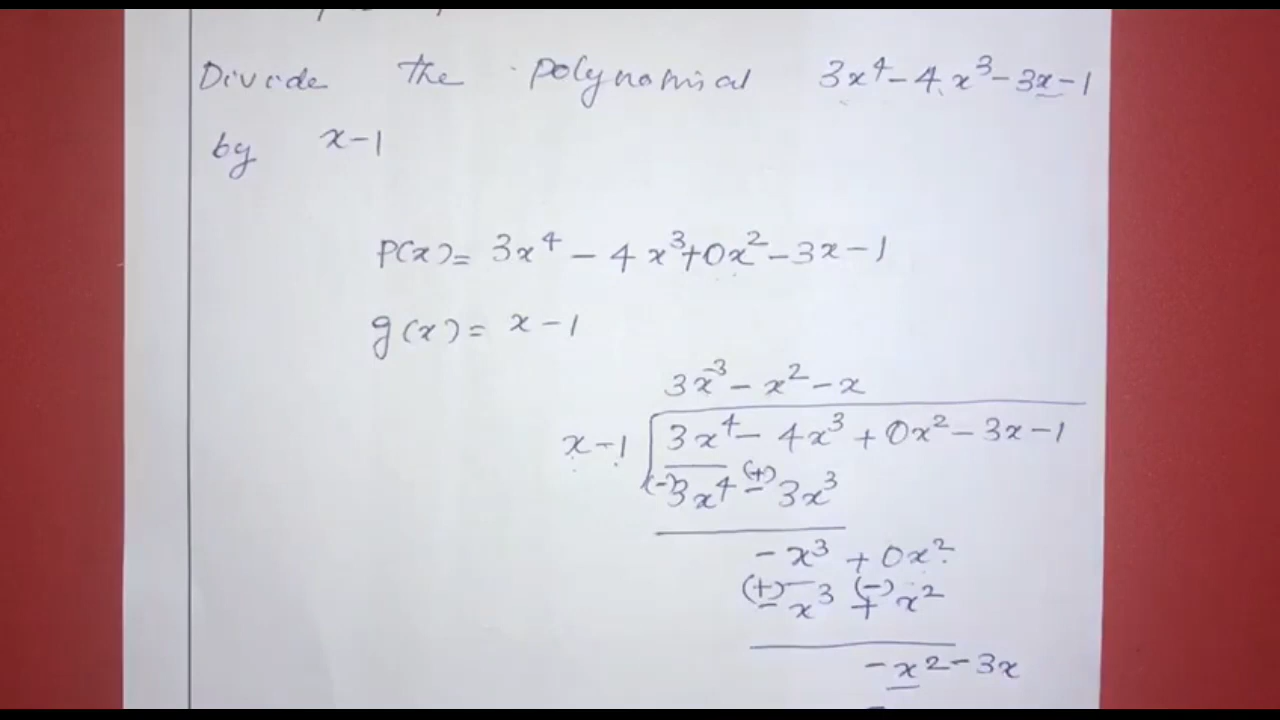 Divide the polynomial 3x⁴ - 4x³ - 3x - 1
by x - 1
P(x) = 3x⁴ - 4x³ + 0x² - 3x - 1
g(x) = x - 1
3x³ - x² - x
x - 1 3x⁴ - 4x³ + 0x² - 3x - 1
(-) 3x⁴ (+) - 3x³
- x³ + 0x²
(+) - x³ (-) + x²
- x² - 3x